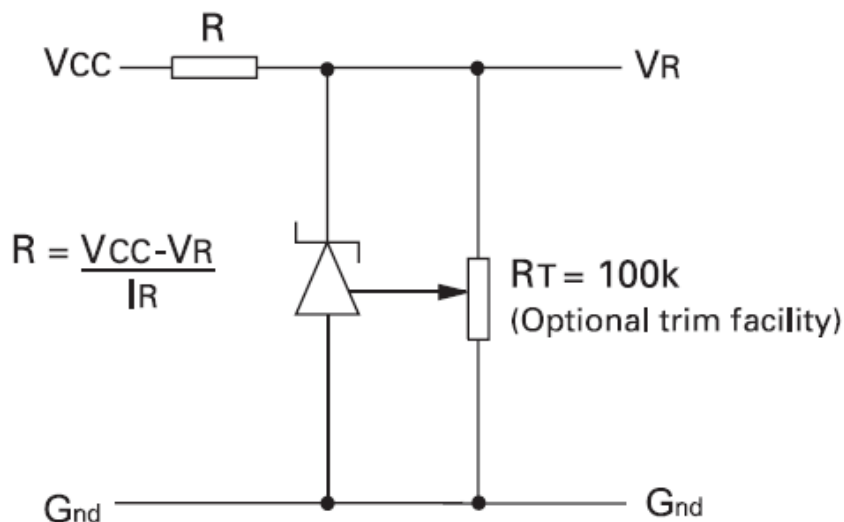 R
VCC
VR
R = VCC-VR
IR
RT = 100k
(Optional trim facility)
Gnd
Gnd